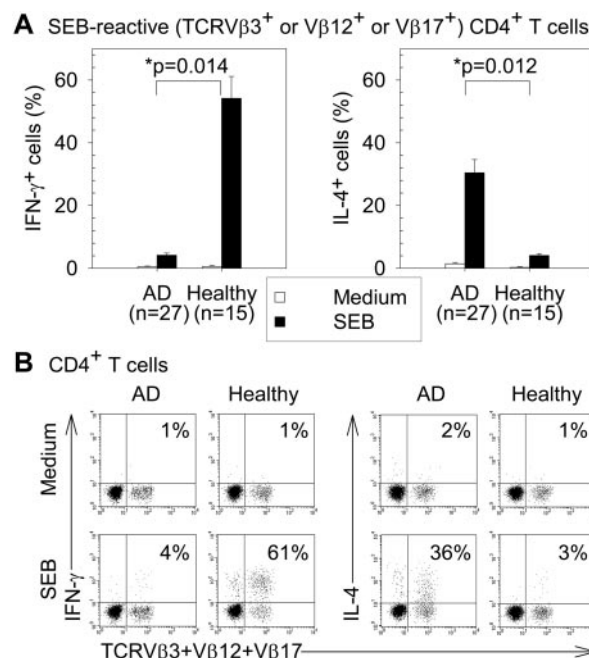 A SEB-reactive (TCRVβ3+ or Vβ12+ or Vβ17+) CD4+ T cells
IFN-γ+ cells (%)
60
40
20
0
*p=0.014
AD Healthy
(n=27) (n=15)
IL-4+ cells (%)
60
40
20
0
*p=0.012
AD Healthy
(n=27) (n=15)
Medium
SEB
B CD4+ T cells
AD Healthy AD Healthy
Medium
1% 1% 2% 1%
SEB
IFN-γ
IL-4
4% 61% 36% 3%
TCRVβ3+Vβ12+Vβ17